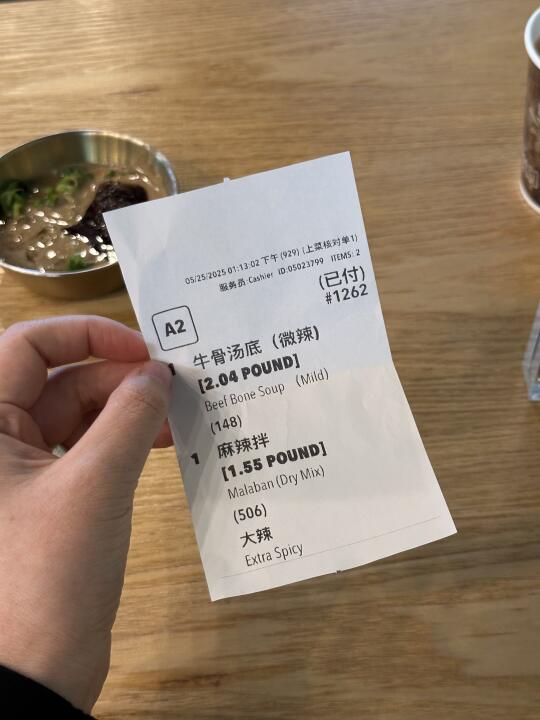 05/25/2025 01:13:02 下午 (929) (上菜核对单1)
服务员:Cashier ID:05023799 ITEMS: 2
(已付)
#1262
A2
1 牛骨汤底（微辣)
[2.04 POUND]
Beef Bone Soup （Mild)
(148)
1 麻辣拌
[1.55 POUND]
Malaban (Dry Mix)
(506)
大辣
Extra Spicy